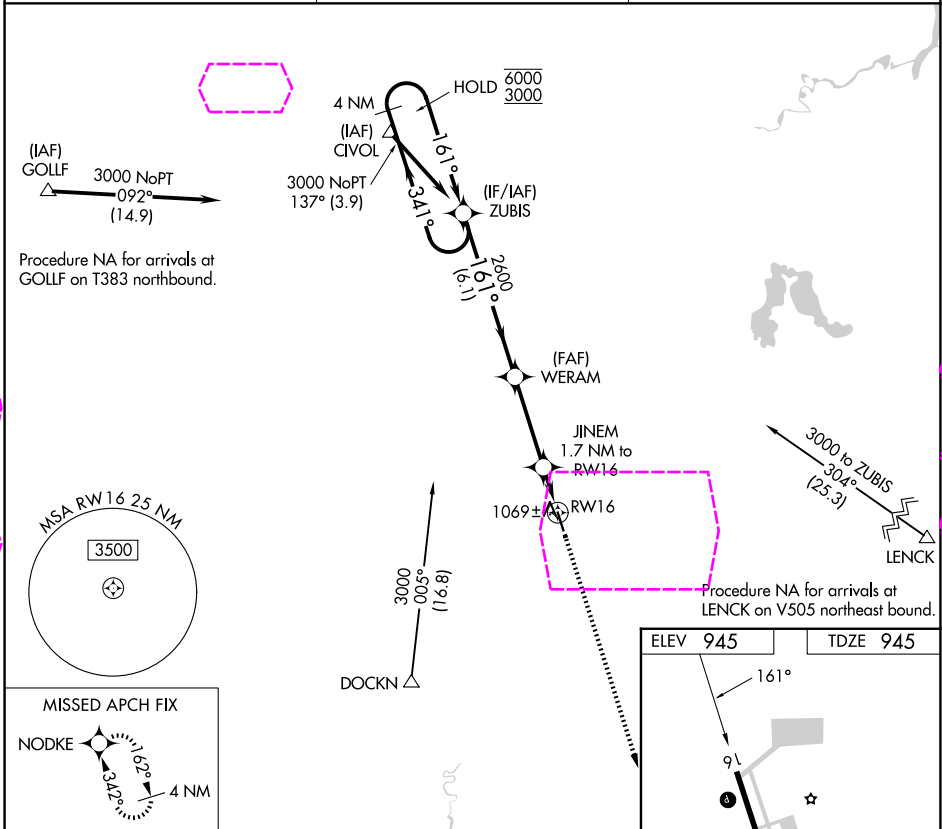 HOLD 6000
3000
4 NM
(IAF)
CIVOL
161°
341°
3000 NoPT
137° (3.9)
(IF/IAF)
ZUBIS
(IAF)
GOLLF
3000 NoPT
092°
(14.9)
Procedure NA for arrivals at
GOLLF on T383 northbound.
2600
161°
(6.1)
(FAF)
WERAM
JINEM
1.7 NM to
RW16
1069±
RW16
3000 to ZUBIS
304°
(25.3)
LENCK
Procedure NA for arrivals at
LENCK on V505 northeast bound.
MSA RW16 25 NM
3500
3000
005°
(16.8)
DOCKN
MISSED APCH FIX
NODKE
162°
342°
4 NM
ELEV 945
TDZE 945
161°
16
P